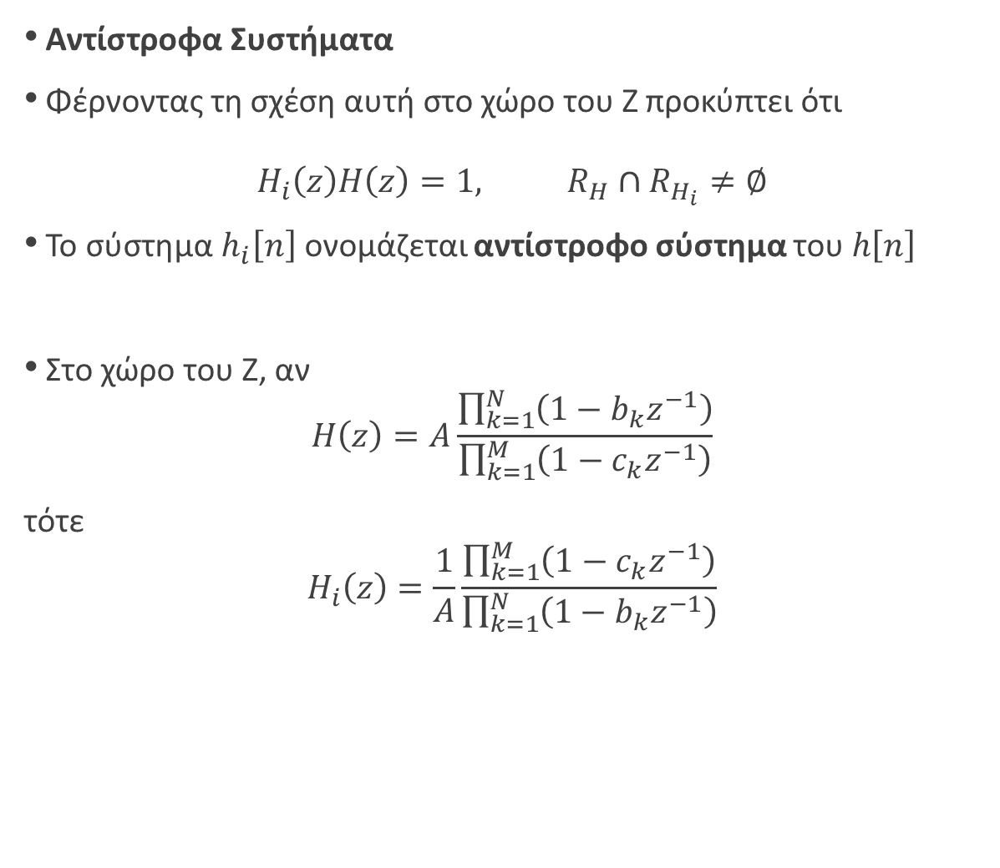 • Αντίστροφα Συστήματα
• Φέρνοντας τη σχέση αυτή στο χώρο του Ζ προκύπτει ότι
$H_i(z)H(z) = 1, \qquad R_H \cap R_{H_i} \neq \emptyset$
• Το σύστημα $h_i[n]$ ονομάζεται αντίστροφο σύστημα του $h[n]$
• Στο χώρο του Ζ, αν
$H(z) = A\frac{\prod_{k=1}^{N}(1 - b_k z^{-1})}{\prod_{k=1}^{M}(1 - c_k z^{-1})}$
τότε
$H_i(z) = \frac{1}{A}\frac{\prod_{k=1}^{M}(1 - c_k z^{-1})}{\prod_{k=1}^{N}(1 - b_k z^{-1})}$